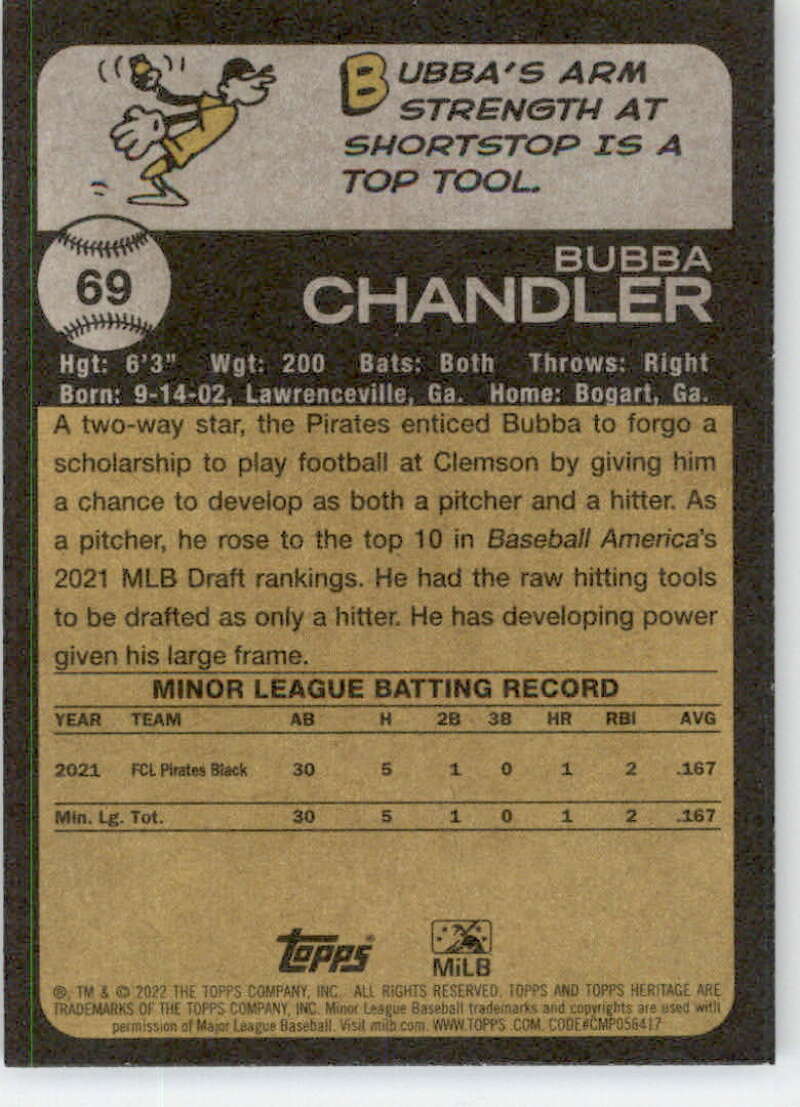 BUBBA'S ARM
STRENGTH AT
SHORTSTOP IS A
TOP TOOL.
69
BUBBA
CHANDLER
Hgt: 6'3" Wgt: 200 Bats: Both Throws: Right
Born: 9-14-02, Lawrenceville, Ga. Home: Bogart, Ga.
A two-way star, the Pirates enticed Bubba to forgo a
scholarship to play football at Clemson by giving him
a chance to develop as both a pitcher and a hitter. As
a pitcher, he rose to the top 10 in Baseball America's
2021 MLB Draft rankings. He had the raw hitting tools
to be drafted as only a hitter. He has developing power
given his large frame.
MINOR LEAGUE BATTING RECORD
YEAR TEAM AB H 2B 3B HR RBI AVG
2021 FCL Pirates Black 30 5 1 0 1 2 .167
Min. Lg. Tot. 30 5 1 0 1 2 .167
topps
MiLB
®, TM & © 2022 THE TOPPS COMPANY, INC. ALL RIGHTS RESERVED. TOPPS AND TOPPS HERITAGE ARE
TRADEMARKS OF THE TOPPS COMPANY, INC. Minor League Baseball trademarks and copyrights are used with
permission of Major League Baseball. Visit milb.com. WWW.TOPPS.COM. CODE#CMP056417